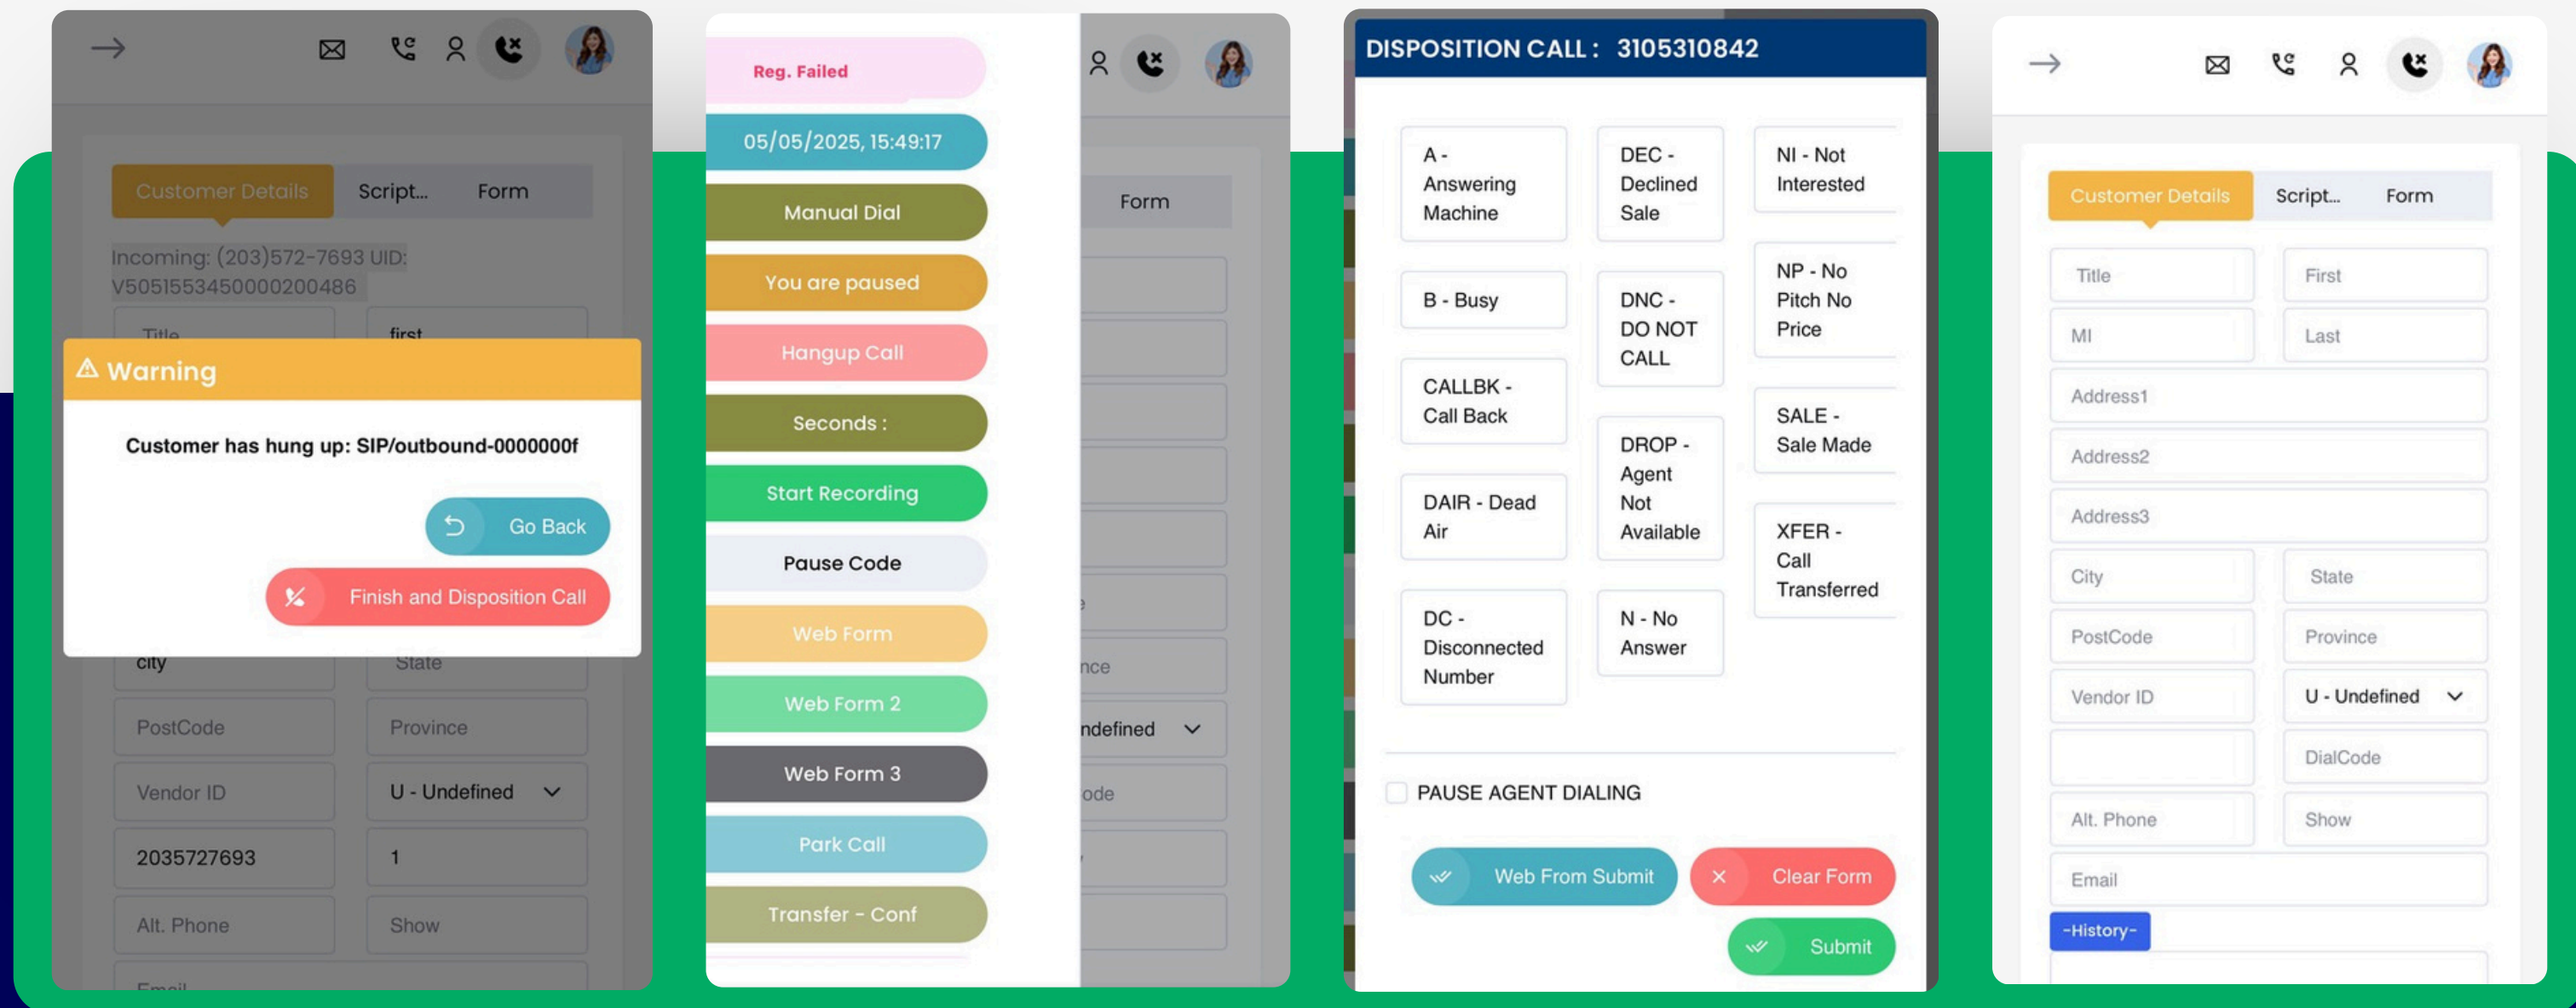 Customer Details
Script...
Form
Incoming: (203)572-7693 UID:
V5051553450000200486
Title
first
Warning
Customer has hung up: SIP/outbound-0000000f
Go Back
Finish and Disposition Call
city
State
PostCode
Province
Vendor ID
U - Undefined
2035727693
1
Alt. Phone
Show
Email
Reg. Failed
05/05/2025, 15:49:17
Manual Dial
You are paused
Hangup Call
Seconds :
Start Recording
Pause Code
Web Form
Web Form 2
Web Form 3
Park Call
Transfer - Conf
Form
nce
ndefined
ode
DISPOSITION CALL : 3105310842
A -
Answering
Machine
B - Busy
CALLBK -
Call Back
DAIR - Dead
Air
DC -
Disconnected
Number
DEC -
Declined
Sale
DNC -
DO NOT
CALL
DROP -
Agent
Not
Available
N - No
Answer
NI - Not
Interested
NP - No
Pitch No
Price
SALE -
Sale Made
XFER -
Call
Transferred
PAUSE AGENT DIALING
Web From Submit
Clear Form
Submit
Customer Details
Script...
Form
Title
First
MI
Last
Address1
Address2
Address3
City
State
PostCode
Province
Vendor ID
U - Undefined
DialCode
Alt. Phone
Show
Email
-History-